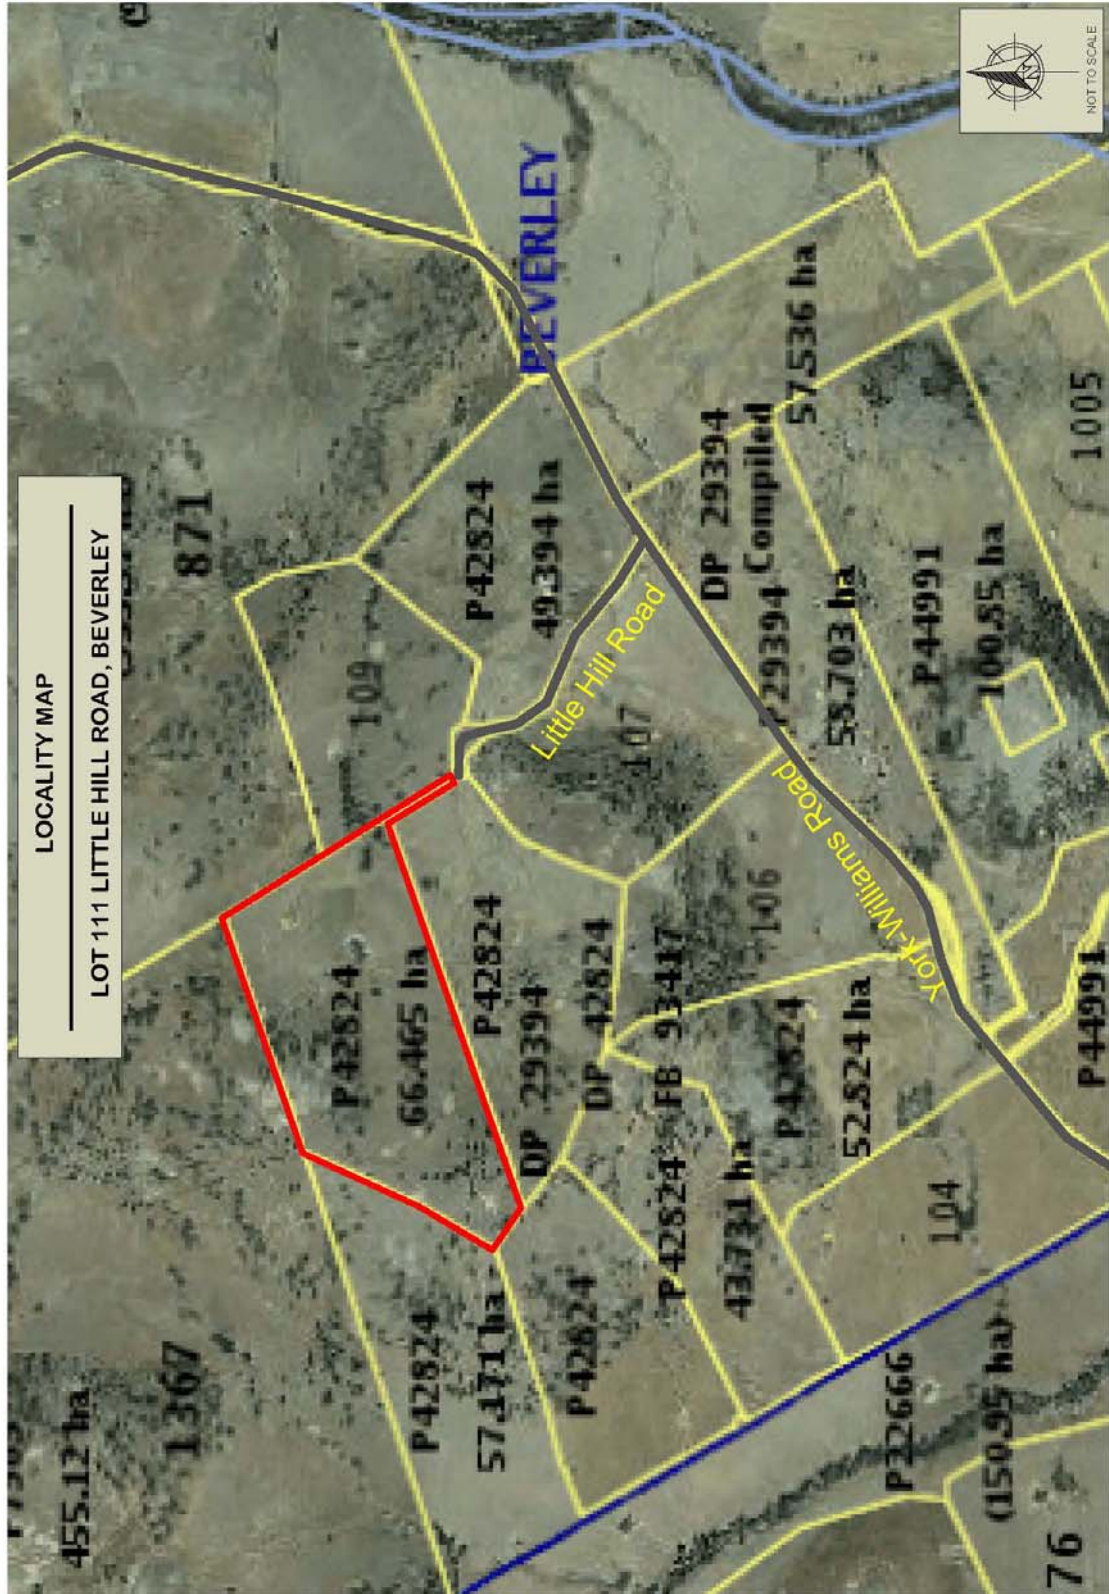 LOCALITY MAP
LOT 111 LITTLE HILL ROAD, BEVERLEY
871
BEVERLEY
109
P42824
49.394 ha
Little Hill Road
107
DP 29394
Compiled
57.536 ha
P29394
58.703 ha
P44991
100.85 ha
1005
York-Williams Road
P42824
66.465 ha
P42824
DP 29394
DP 42824
106
P42824 FB 93417
43.731 ha
P42824
52.824 ha
104
P44991
455.12 ha
1367
P42824
57.171 ha
P42824
P22666
(150.95 ha)
76
N
NOT TO SCALE